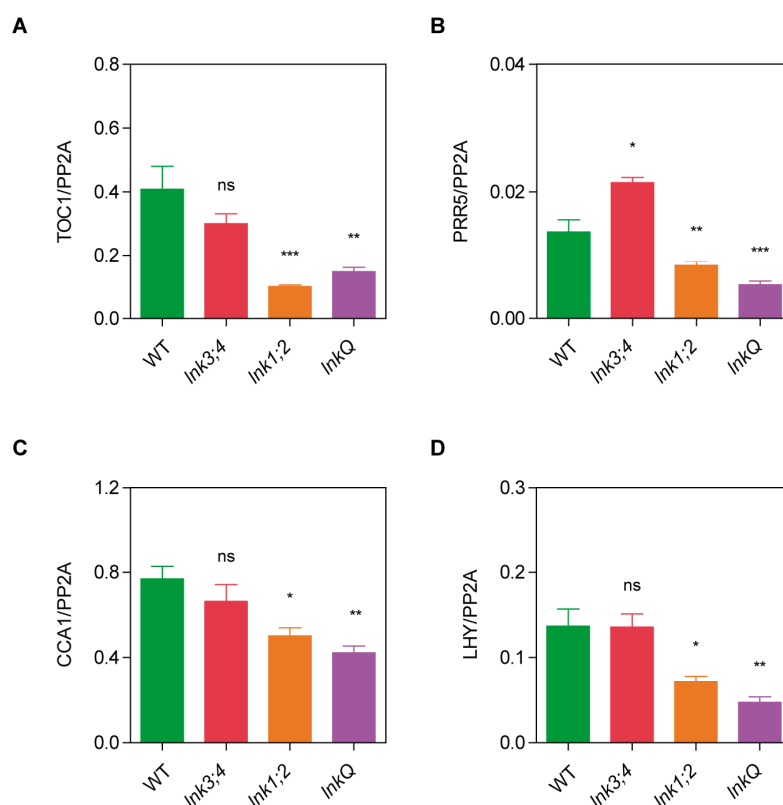 A
TOC1/PP2A
0.8
0.6
0.4
0.2
0.0
ns
***
**
WT
lnk3;4
lnk1;2
lnkQ
B
PRR5/PP2A
0.04
0.02
0.00
*
**
***
WT
lnk3;4
lnk1;2
lnkQ
C
CCA1/PP2A
1.2
0.8
0.4
0.0
ns
*
**
WT
lnk3;4
lnk1;2
lnkQ
D
LHY/PP2A
0.3
0.2
0.1
0.0
ns
*
**
WT
lnk3;4
lnk1;2
lnkQ